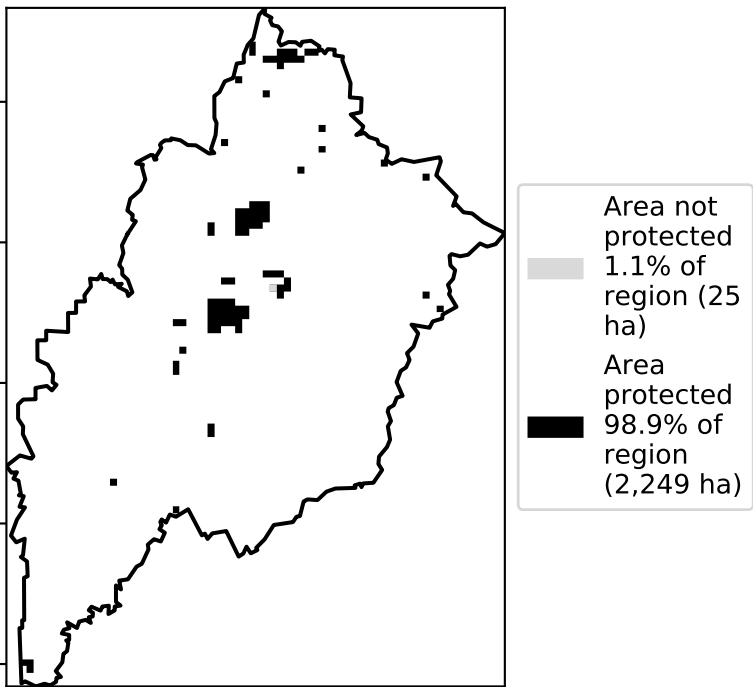 Area not
protected
1.1% of
region (25
ha)
Area
protected
98.9% of
region
(2,249 ha)